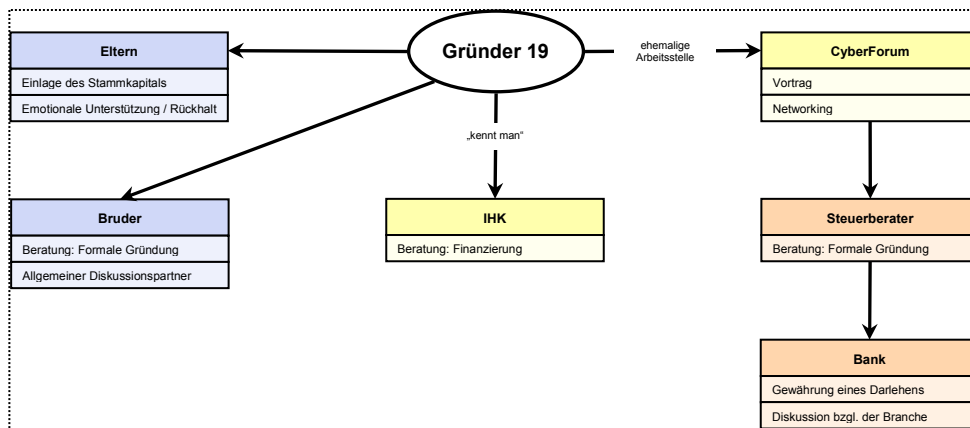 Gründer 19
Eltern
Einlage des Stammkapitals
Emotionale Unterstützung / Rückhalt
ehemalige
Arbeitsstelle
CyberForum
Vortrag
Networking
„kennt man“
Bruder
Beratung: Formale Gründung
Allgemeiner Diskussionspartner
IHK
Beratung: Finanzierung
Steuerberater
Beratung: Formale Gründung
Bank
Gewährung eines Darlehens
Diskussion bzgl. der Branche